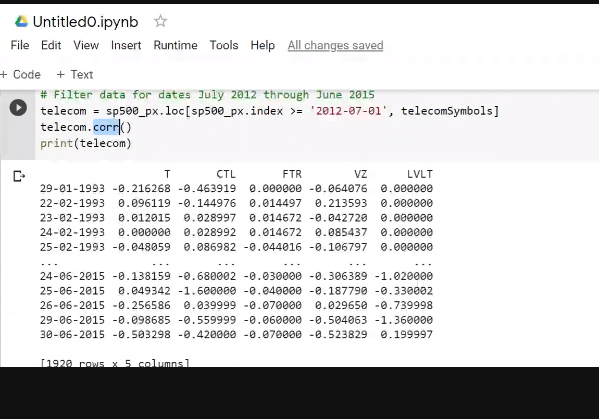 Untitled0.ipynb
File Edit View Insert Runtime Tools Help All changes saved
+ Code + Text
# Filter data for dates July 2012 through June 2015
telecom = sp500_px.loc[sp500_px.index >= '2012-07-01', telecomSymbols]
telecom.corr()
print(telecom)
T CTL FTR VZ LVLT
29-01-1993 -0.216268 -0.463919 0.000000 -0.064076 0.000000
22-02-1993 0.096119 -0.144976 0.014497 0.213593 0.000000
23-02-1993 0.012015 0.028997 0.014672 -0.042720 0.000000
24-02-1993 0.000000 0.028992 0.014672 0.085437 0.000000
25-02-1993 -0.048059 0.086982 -0.044016 -0.106797 0.000000
... ... ... ... ... ...
24-06-2015 -0.138159 -0.680002 -0.030000 -0.306389 -1.020000
25-06-2015 0.049342 -1.600000 -0.040000 -0.187790 -0.330002
26-06-2015 -0.256586 0.039999 -0.070000 0.029650 -0.739998
29-06-2015 -0.098685 -0.559999 -0.060000 -0.504063 -1.360000
30-06-2015 -0.503298 -0.420000 -0.070000 -0.523829 0.199997
[1920 rows x 5 columns]